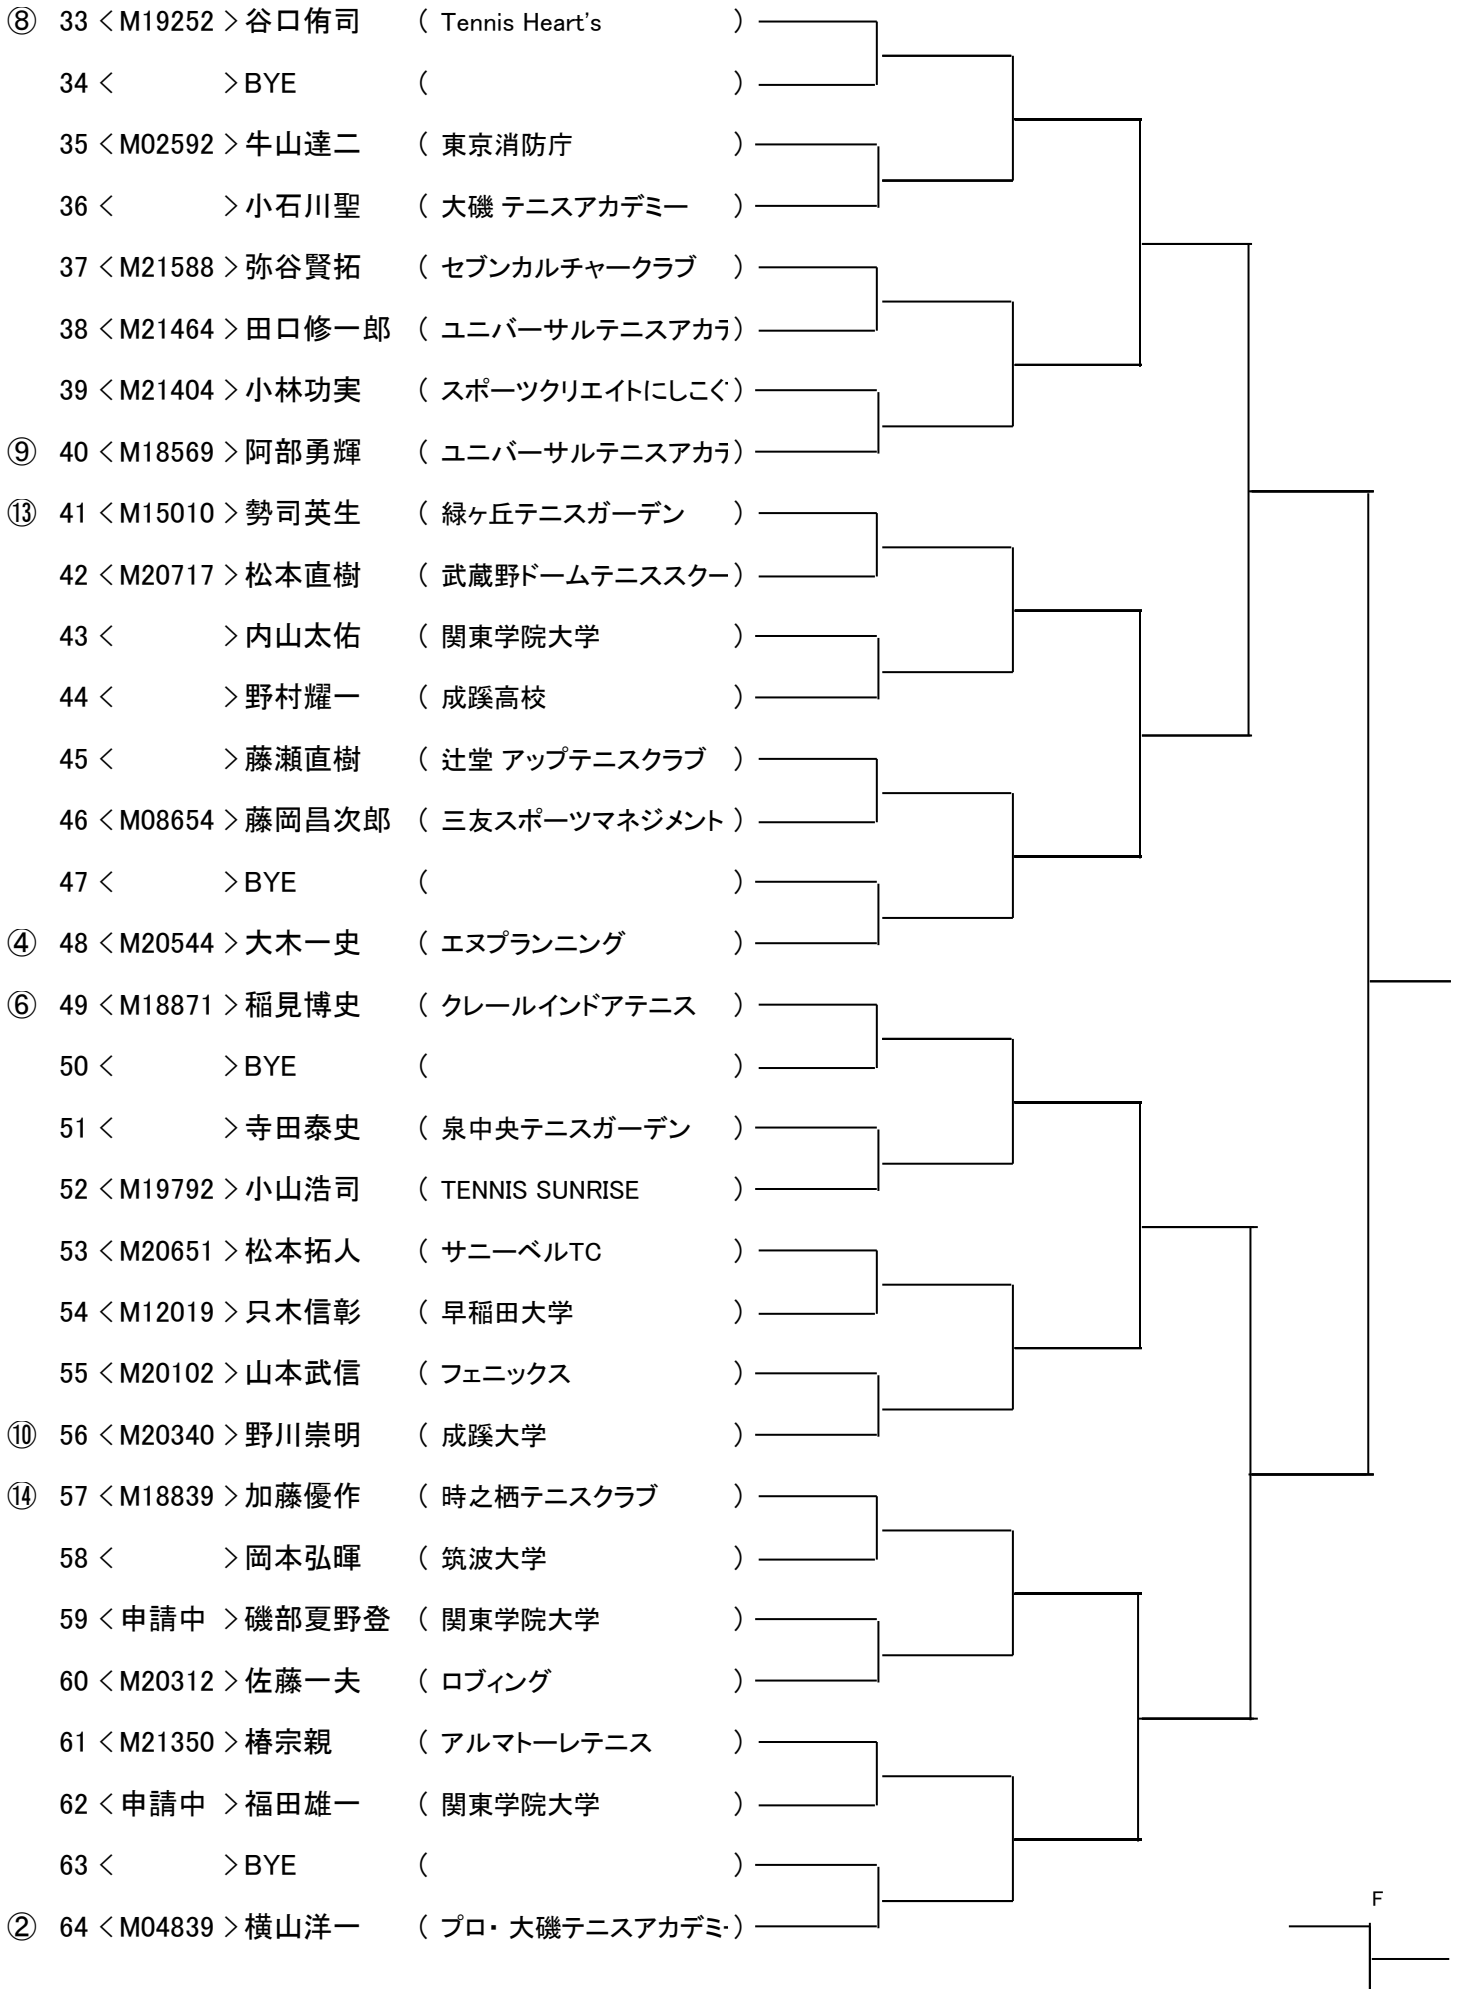 ⑧ 33 <M19252 >谷口侑司 ( Tennis Heart's )
34 < >BYE ( )
35 <M02592 >牛山達二 ( 東京消防庁 )
36 < >小石川聖 ( 大磯 テニスアカデミー )
37 <M21588 >弥谷賢拓 ( セブンカルチャークラブ )
38 <M21464 >田口修一郎 ( ユニバーサルテニスアカデ)
39 <M21404 >小林功実 ( スポーツクリエイトにしこく)
⑨ 40 <M18569 >阿部勇輝 ( ユニバーサルテニスアカデ)
⑬ 41 <M15010 >勢司英生 ( 緑ヶ丘テニスガーデン )
42 <M20717 >松本直樹 ( 武蔵野ドームテニススクー)
43 < >内山太佑 ( 関東学院大学 )
44 < >野村耀一 ( 成蹊高校 )
45 < >藤瀬直樹 ( 辻堂 アップテニスクラブ )
46 <M08654 >藤岡昌次郎 ( 三友スポーツマネジメント )
47 < >BYE ( )
④ 48 <M20544 >大木一史 ( エヌプランニング )
⑥ 49 <M18871 >稲見博史 ( クレールインドアテニス )
50 < >BYE ( )
51 < >寺田泰史 ( 泉中央テニスガーデン )
52 <M19792 >小山浩司 ( TENNIS SUNRISE )
53 <M20651 >松本拓人 ( サニーベルTC )
54 <M12019 >只木信彰 ( 早稲田大学 )
55 <M20102 >山本武信 ( フェニックス )
⑩ 56 <M20340 >野川崇明 ( 成蹊大学 )
⑭ 57 <M18839 >加藤優作 ( 時之栖テニスクラブ )
58 < >岡本弘暉 ( 筑波大学 )
59 <申請中 >磯部夏野登 ( 関東学院大学 )
60 <M20312 >佐藤一夫 ( ロブィング )
61 <M21350 >椿宗親 ( アルマトーレテニス )
62 <申請中 >福田雄一 ( 関東学院大学 )
63 < >BYE ( )
② 64 <M04839 >横山洋一 ( プロ・ 大磯テニスアカデミー)
F